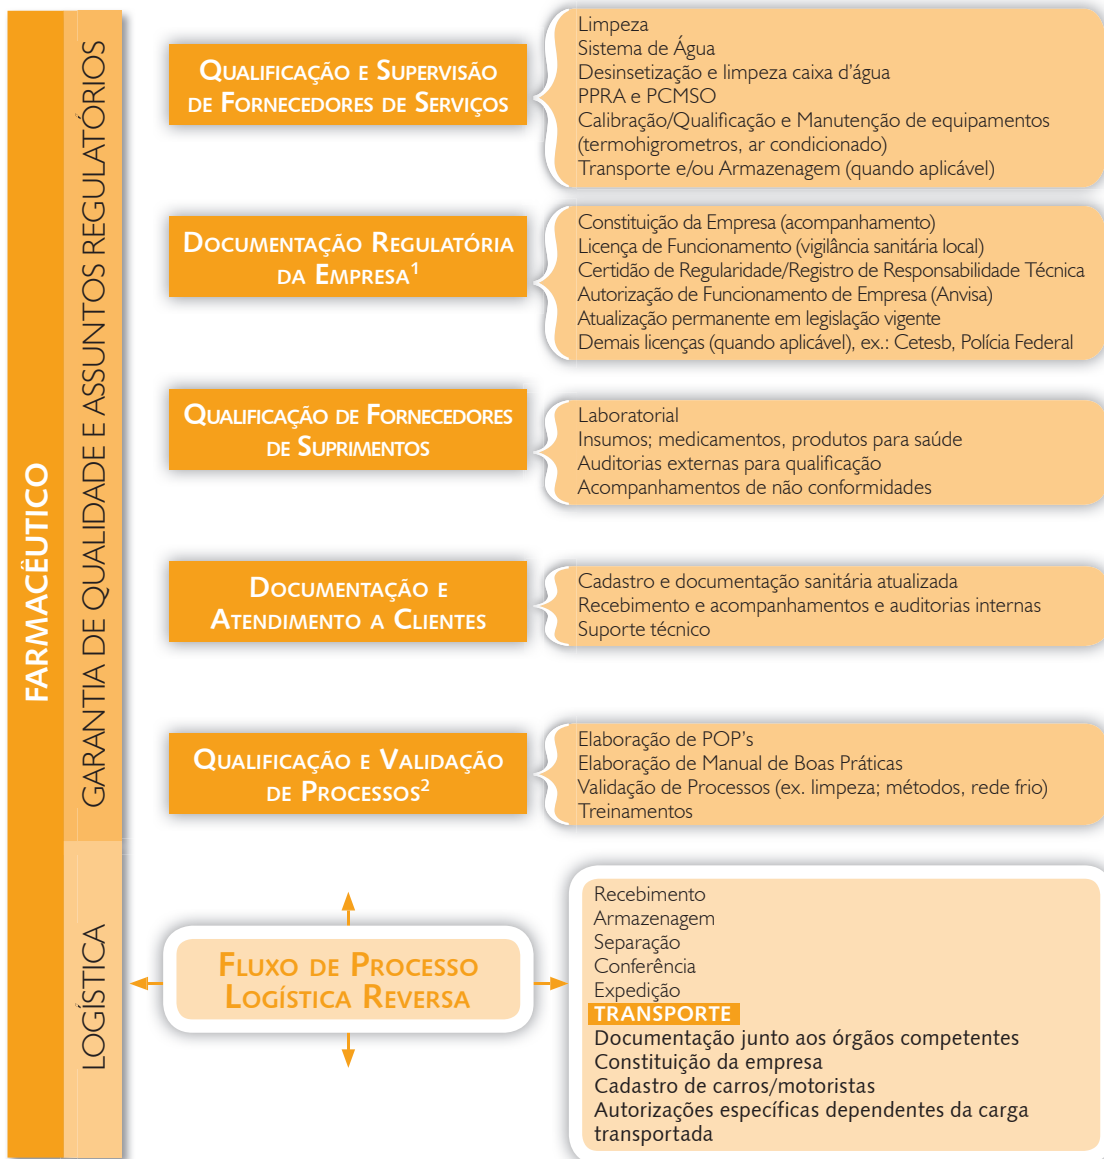 FARMACÊUTICO
GARANTIA DE QUALIDADE E ASSUNTOS REGULATÓRIOS
QUALIFICAÇÃO E SUPERVISÃO
DE FORNECEDORES DE SERVIÇOS
Limpeza
Sistema de Água
Desinsetização e limpeza caixa d'água
PPRA e PCMSO
Calibração/Qualificação e Manutenção de equipamentos
(termohigrometros, ar condicionado)
Transporte e/ou Armazenagem (quando aplicável)
DOCUMENTAÇÃO REGULATÓRIA
DA EMPRESA¹
Constituição da Empresa (acompanhamento)
Licença de Funcionamento (vigilância sanitária local)
Certidão de Regularidade/Registro de Responsabilidade Técnica
Autorização de Funcionamento de Empresa (Anvisa)
Atualização permanente em legislação vigente
Demais licenças (quando aplicável), ex.: Cetesb, Polícia Federal
QUALIFICAÇÃO DE FORNECEDORES
DE SUPRIMENTOS
Laboratorial
Insumos; medicamentos, produtos para saúde
Auditorias externas para qualificação
Acompanhamentos de não conformidades
DOCUMENTAÇÃO E
ATENDIMENTO A CLIENTES
Cadastro e documentação sanitária atualizada
Recebimento e acompanhamentos e auditorias internas
Suporte técnico
QUALIFICAÇÃO E VALIDAÇÃO
DE PROCESSOS²
Elaboração de POP's
Elaboração de Manual de Boas Práticas
Validação de Processos (ex. limpeza; métodos, rede frio)
Treinamentos
LOGÍSTICA
FLUXO DE PROCESSO
LOGÍSTICA REVERSA
Recebimento
Armazenagem
Separação
Conferência
Expedição
TRANSPORTE
Documentação junto aos órgãos competentes
Constituição da empresa
Cadastro de carros/motoristas
Autorizações específicas dependentes da carga
transportada